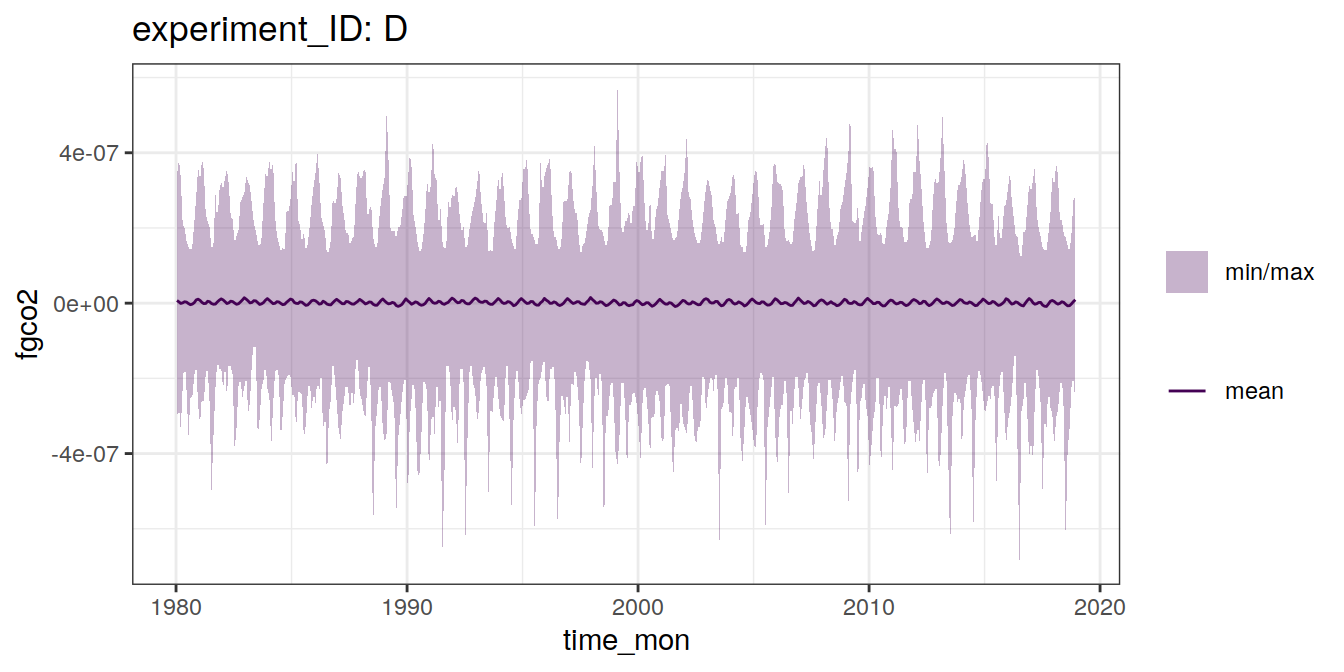 experiment_ID: D
fgco2
4e-07
0e+00
-4e-07
1980
1990
2000
2010
2020
time_mon
min/max
mean